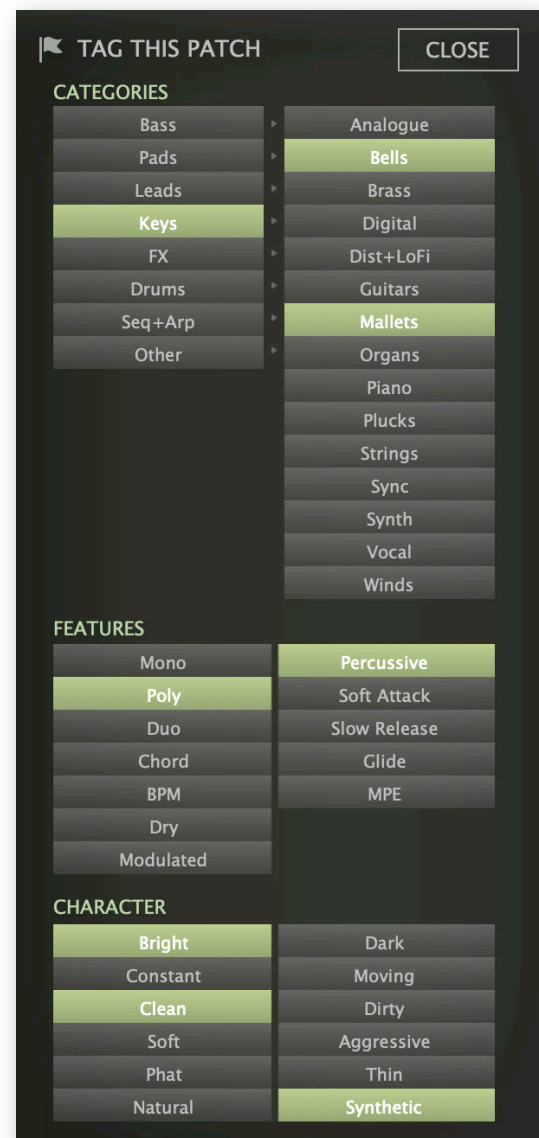 TAG THIS PATCH
CLOSE
CATEGORIES
Bass
Pads
Leads
Keys
FX
Drums
Seq+Arp
Other
Analogue
Bells
Brass
Digital
Dist+LoFi
Guitars
Mallets
Organs
Piano
Plucks
Strings
Sync
Synth
Vocal
Winds
FEATURES
Mono
Poly
Duo
Chord
BPM
Dry
Modulated
Percussive
Soft Attack
Slow Release
Glide
MPE
CHARACTER
Bright
Constant
Clean
Soft
Phat
Natural
Dark
Moving
Dirty
Aggressive
Thin
Synthetic